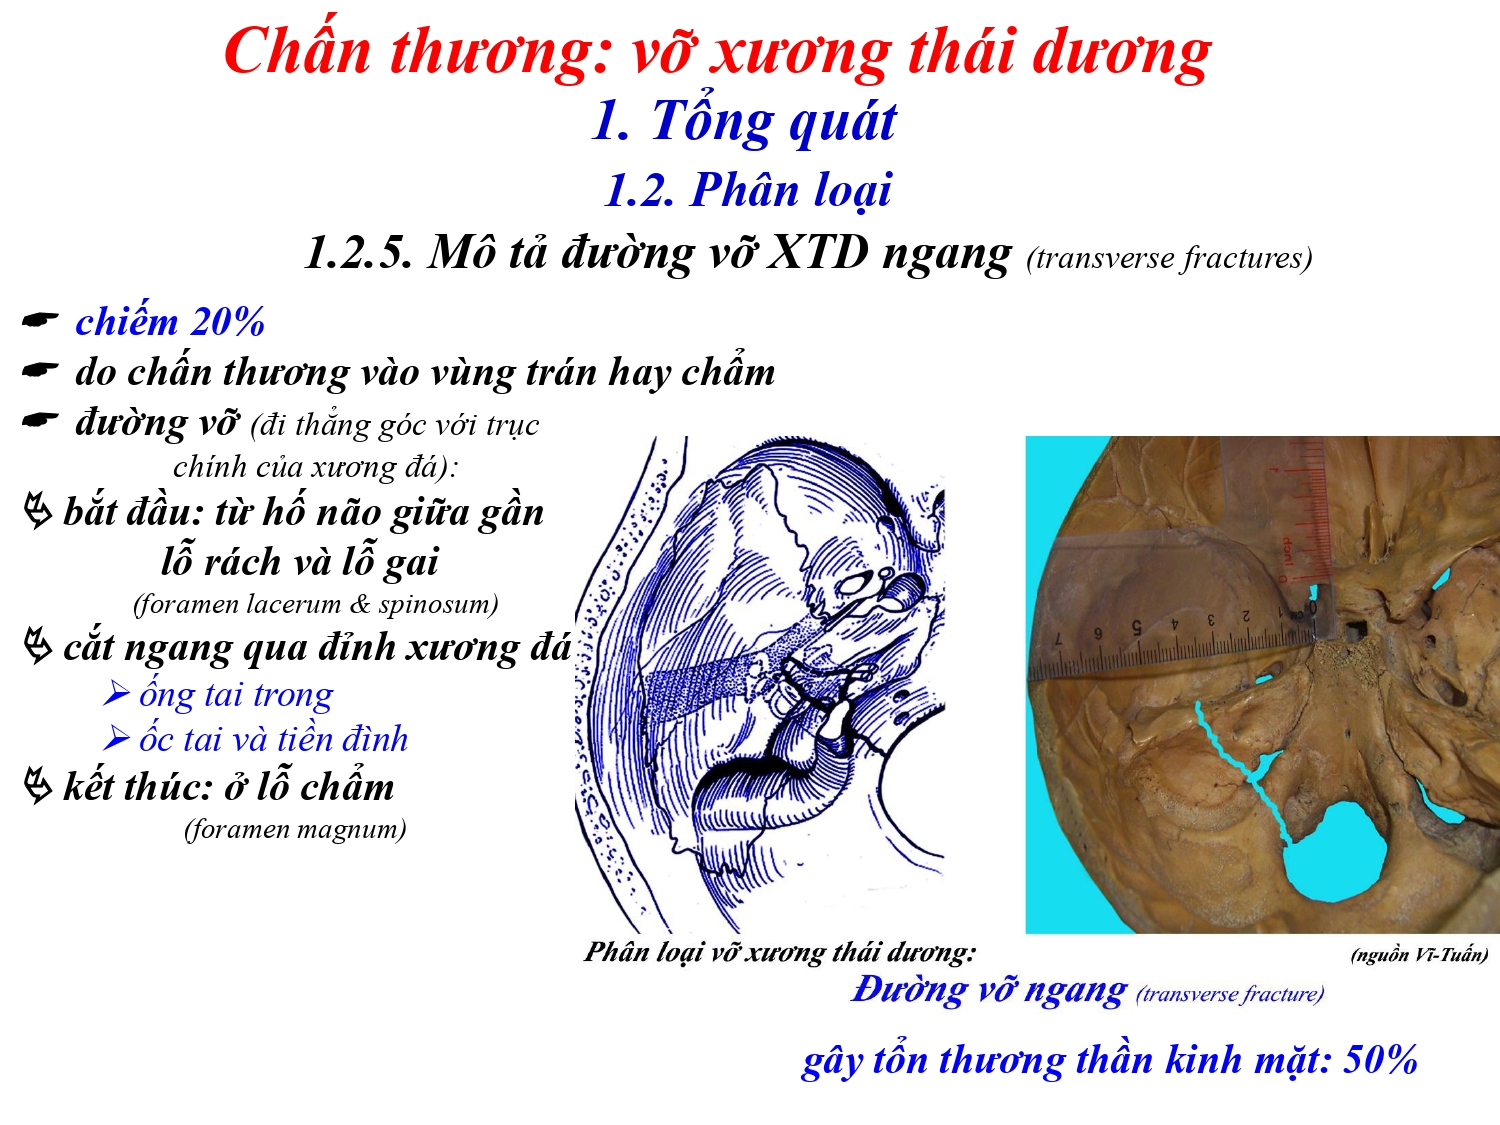 Chấn thương: vỡ xương thái dương
1. Tổng quát
1.2. Phân loại
1.2.5. Mô tả đường vỡ XTD ngang (transverse fractures)
chiếm 20%
do chấn thương vào vùng trán hay chẩm
đường vỡ (đi thẳng góc với trục
chính của xương đá):
bắt đầu: từ hố não giữa gần
lỗ rách và lỗ gai
(foramen lacerum & spinosum)
cắt ngang qua đỉnh xương đá
ống tai trong
ốc tai và tiền đình
kết thúc: ở lỗ chẩm
(foramen magnum)
7 6 5 4 3 2 1 0
Phân loại vỡ xương thái dương:
(nguồn Vĩ-Tuấn)
Đường vỡ ngang (transverse fracture)
gây tổn thương thần kinh mặt: 50%